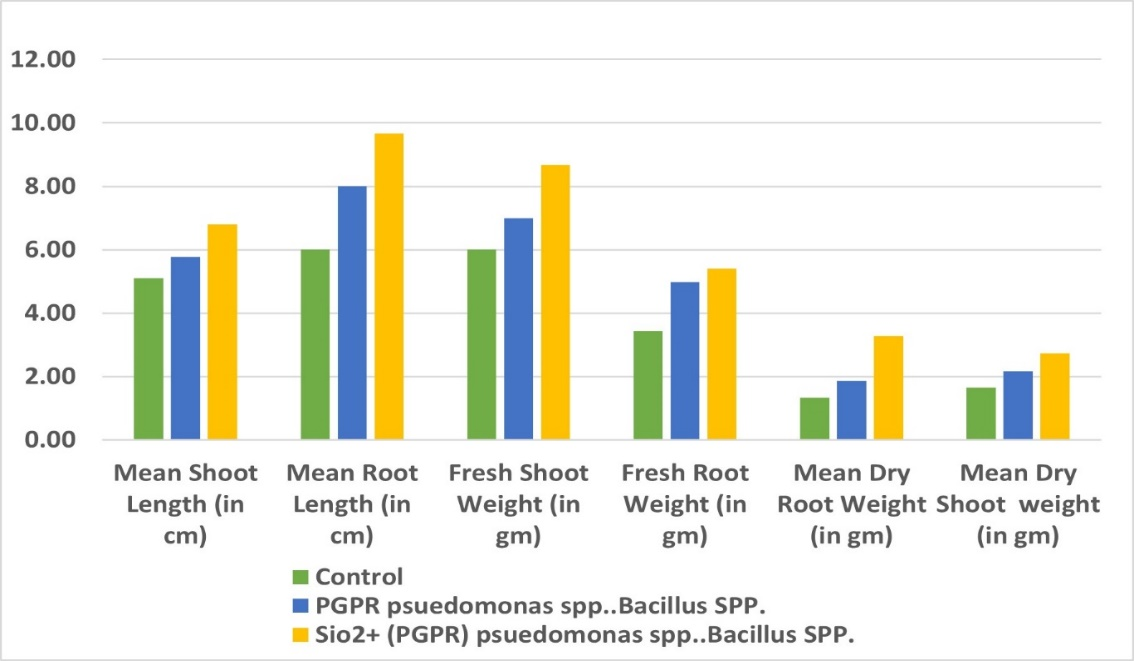 12.00
10.00
8.00
6.00
4.00
2.00
0.00
Mean Shoot
Length (in
cm)
Mean Root
Length (in
cm)
Fresh Shoot
Weight (in
gm)
Fresh Root
Weight (in
gm)
Mean Dry
Root Weight
(in gm)
Mean Dry
Shoot weight
(in gm)
Control
PGPR psuedomonas spp..Bacillus SPP.
Sio2+ (PGPR) psuedomonas spp..Bacillus SPP.